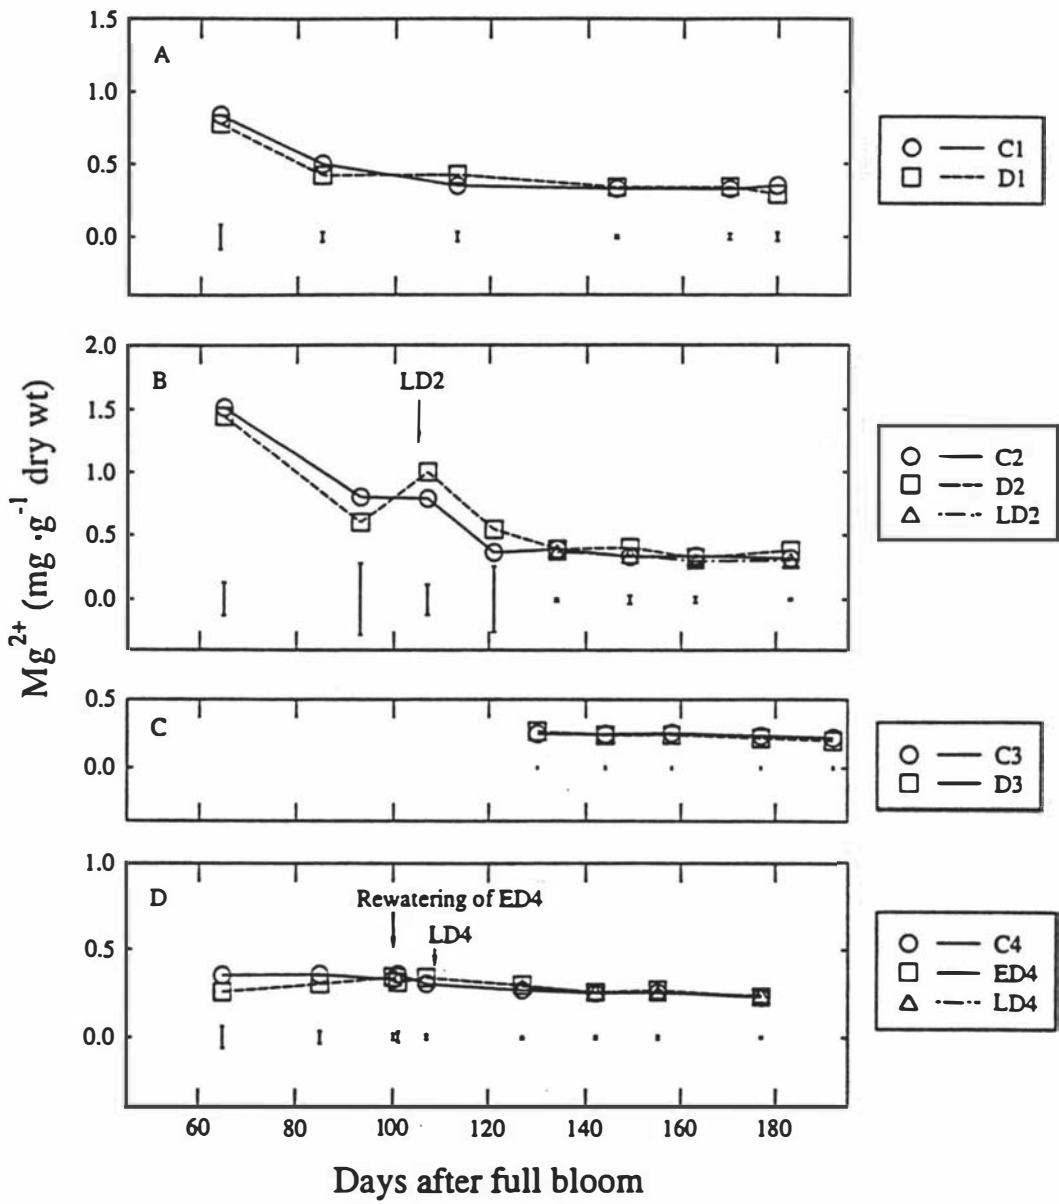 1.5
A
1.0
0.5
0.0
C1
D1
2.0
B
LD2
1.5
1.0
0.5
0.0
C2
D2
LD2
0.5
C
0.0
C3
D3
1.0
D
Rewatering of ED4
LD4
0.5
0.0
C4
ED4
LD4
60 80 100 120 140 160 180
Days after full bloom
Mg2+ (mg ·g-1 dry wt)